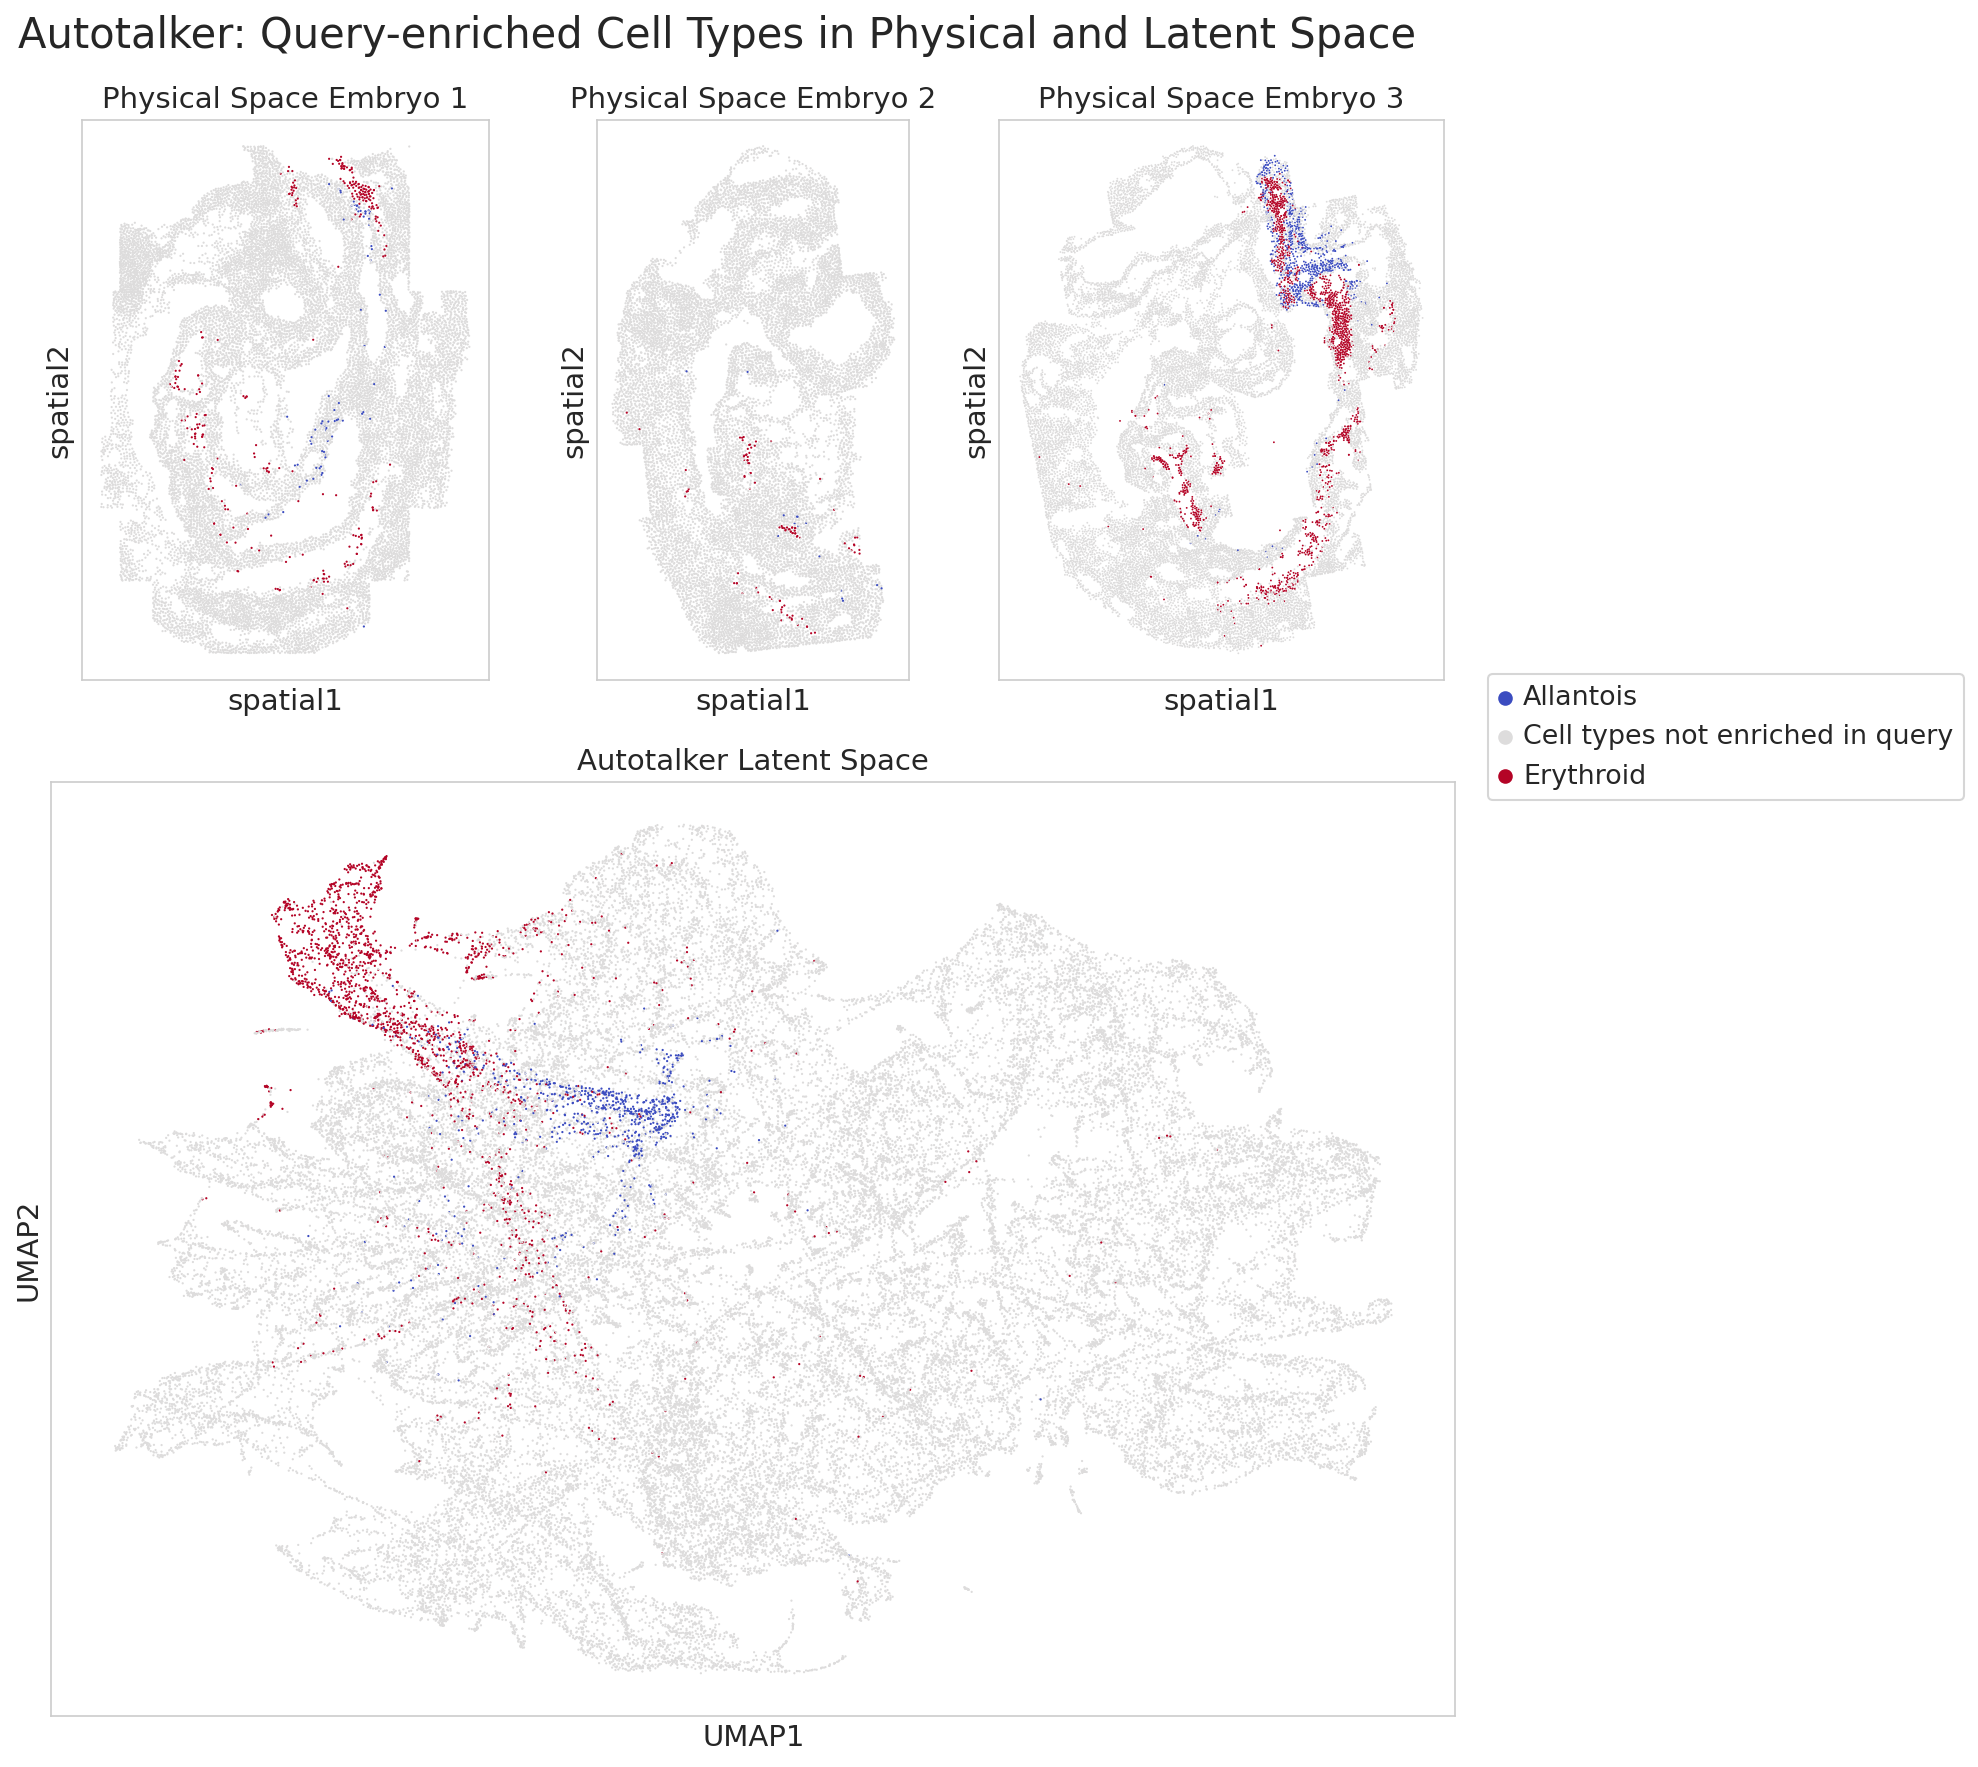 Autotalker: Query-enriched Cell Types in Physical and Latent Space
Physical Space Embryo 1
Physical Space Embryo 2
Physical Space Embryo 3
spatial2
spatial2
spatial2
spatial1
spatial1
spatial1
Allantois
Cell types not enriched in query
Erythroid
Autotalker Latent Space
UMAP2
UMAP1